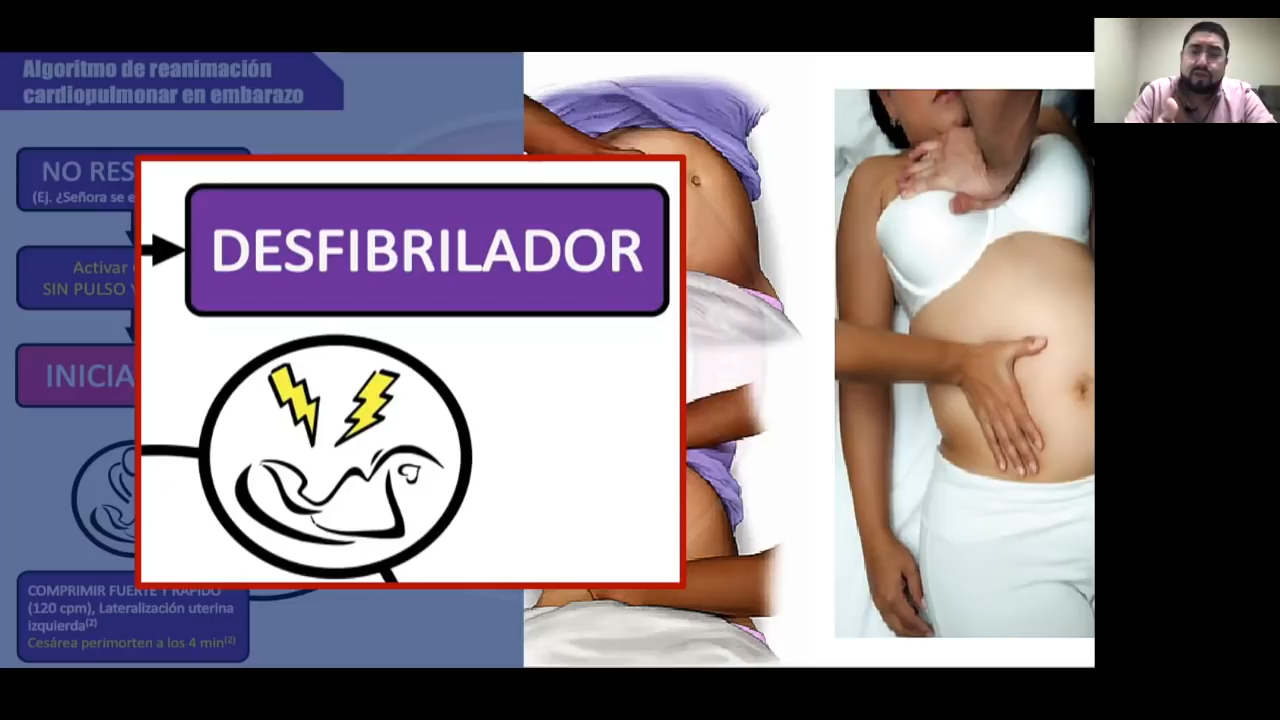 Algoritmo de reanimación
cardiopulmonar en embarazo
NO RES
(Ej. ¿Señora se e
Activar
SIN PULSO Y
INICIA
DESFIBRILADOR
COMPRIMIR FUERTE Y RÁPIDO
(120 cpm), Lateralización uterina
izquierda(2)
Cesárea perimorten a los 4 min(2)